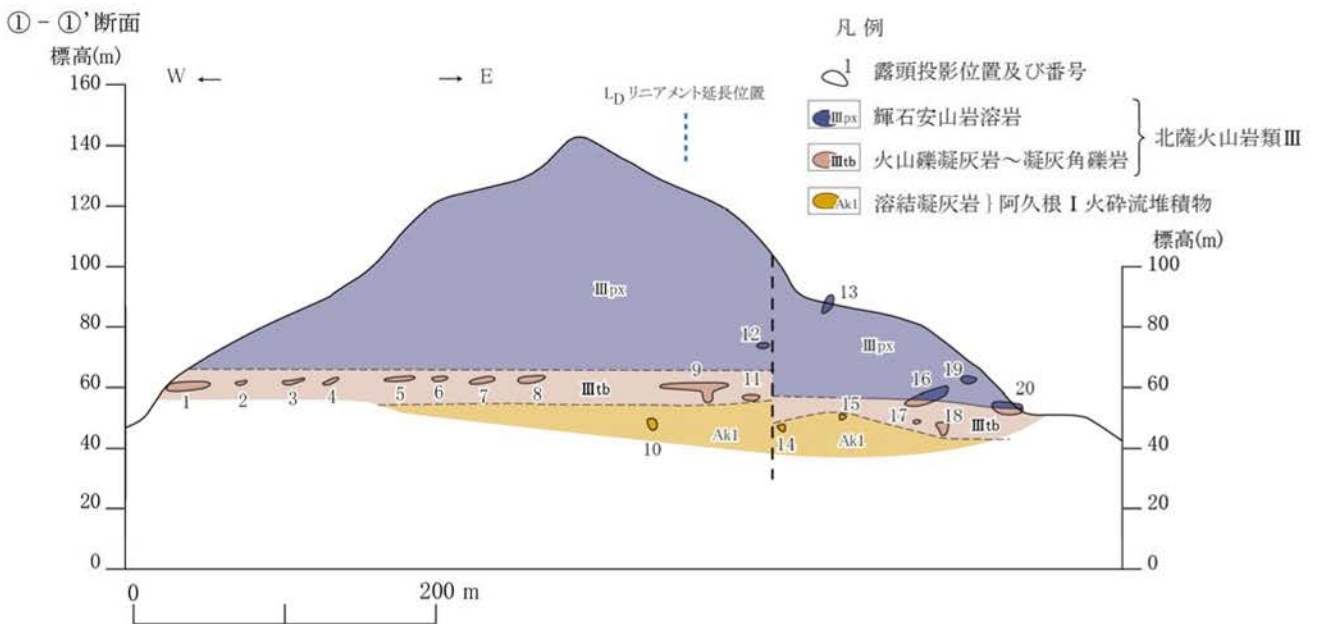 ①-①'断面
標高(m)
W ← → E
LDリニアメント延長位置
凡 例
1 露頭投影位置及び番号
Ⅲpx 輝石安山岩溶岩
Ⅲtb 火山礫凝灰岩～凝灰角礫岩
} 北薩火山岩類Ⅲ
Ak1 溶結凝灰岩 } 阿久根Ⅰ火砕流堆積物
標高(m)
160
140
120
100
80
60
40
20
0
100
80
60
40
20
0
Ⅲpx
Ⅲpx
13
12
19
20
16
9
11
1
2
3
4
5
6
7
8
Ⅲtb
15
17
18
Ⅲtb
10
Ak1
14
Ak1
0
200 m